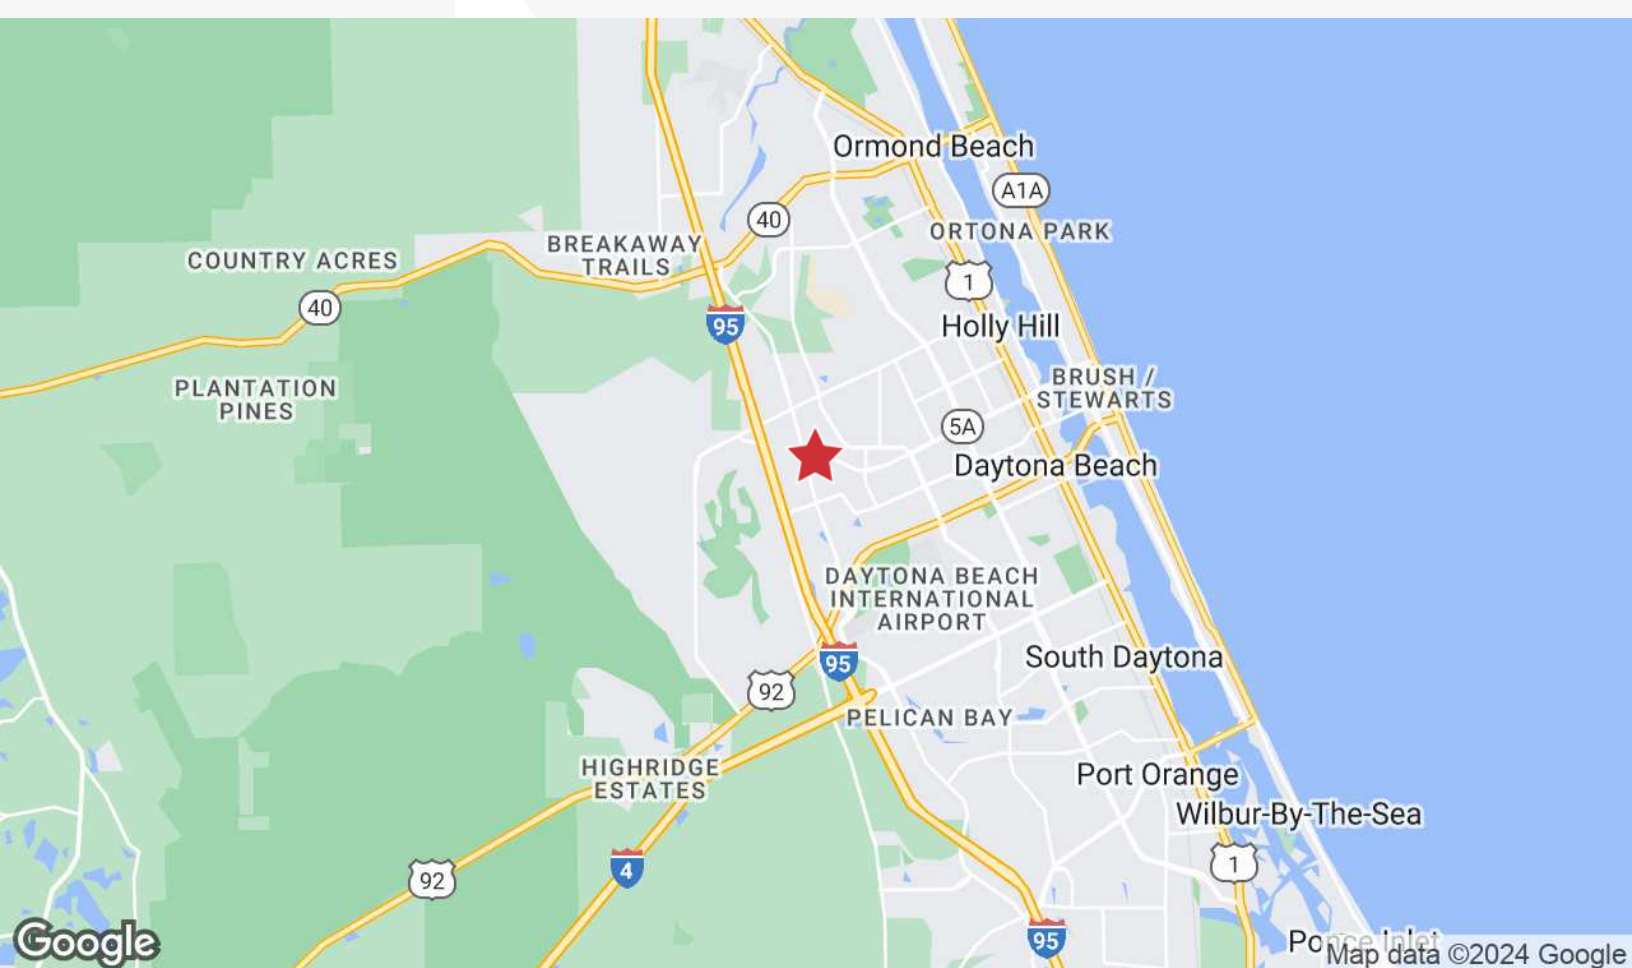 Ormond Beach
A1A
40
ORTONA PARK
BREAKAWAY
TRAILS
COUNTRY ACRES
1
40
95
Holly Hill
BRUSH /
STEWARTS
PLANTATION
PINES
5A
Daytona Beach
DAYTONA BEACH
INTERNATIONAL
AIRPORT
South Daytona
95
92
PELICAN BAY
HIGHRIDGE
ESTATES
Port Orange
Wilbur-By-The-Sea
1
4
92
95
Ponce Inlet
Google
Map data ©2024 Google